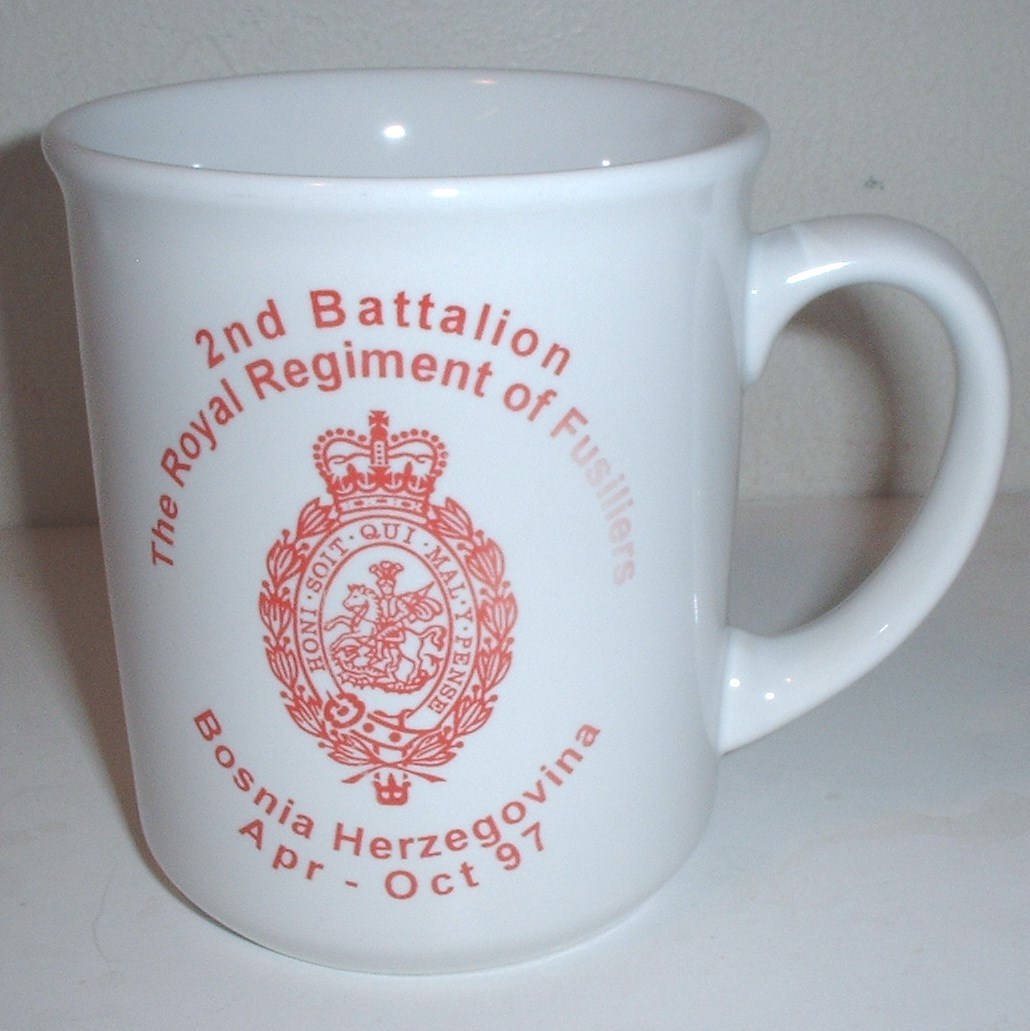 2nd Battalion
The Royal Regiment of Fusiliers
HONI · SOIT · QUI · MAL · Y · PENSE
Bosnia Herzegovina
Apr - Oct 97